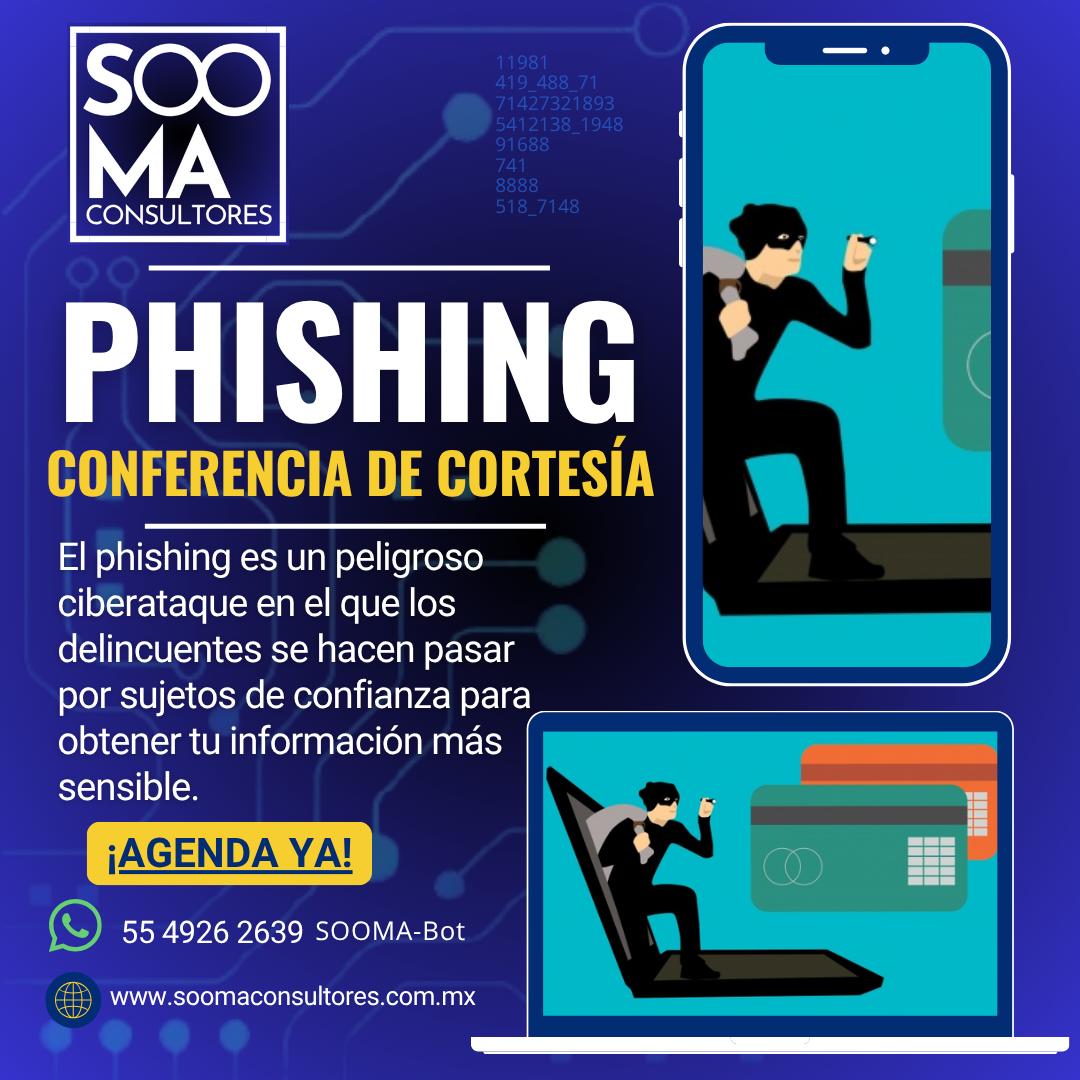 SOO
MA
CONSULTORES
11981
419_488_71
71427321893
5412138_1948
91688
741
8888
518_7148
PHISHING
CONFERENCIA DE CORTESÍA
El phishing es un peligroso
ciberataque en el que los
delincuentes se hacen pasar
por sujetos de confianza para
obtener tu información más
sensible.
¡AGENDA YA!
55 4926 2639 SOOMA-Bot
www.soomaconsultores.com.mx